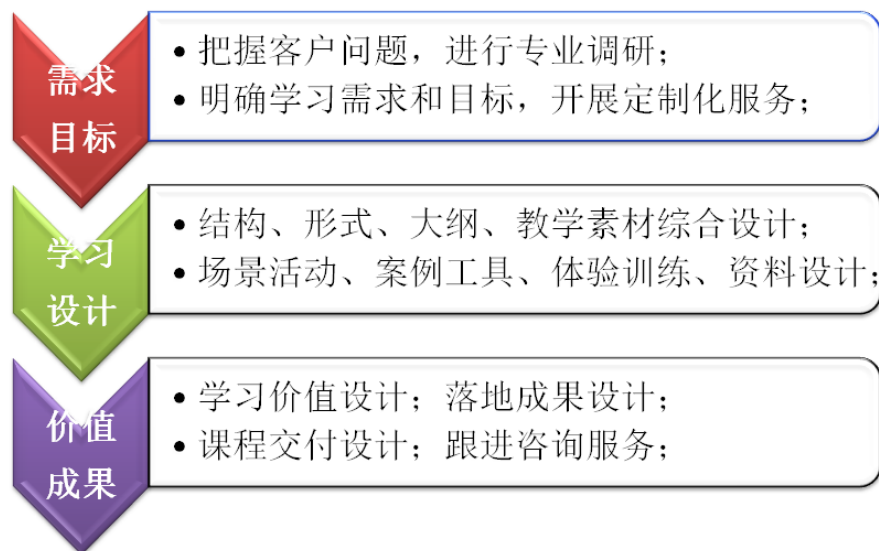 需求
目标
• 把握客户问题，进行专业调研；
• 明确学习需求和目标，开展定制化服务；
学习
设计
• 结构、形式、大纲、教学素材综合设计；
• 场景活动、案例工具、体验训练、资料设计；
价值
成果
• 学习价值设计；落地成果设计；
• 课程交付设计；跟进咨询服务；